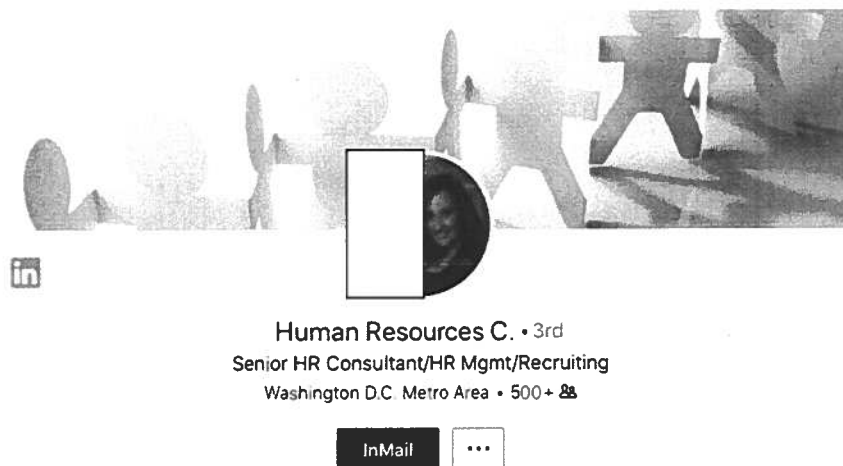 in
Human Resources C. • 3rd
Senior HR Consultant/HR Mgmt/Recruiting
Washington D.C. Metro Area • 500+
InMail
...